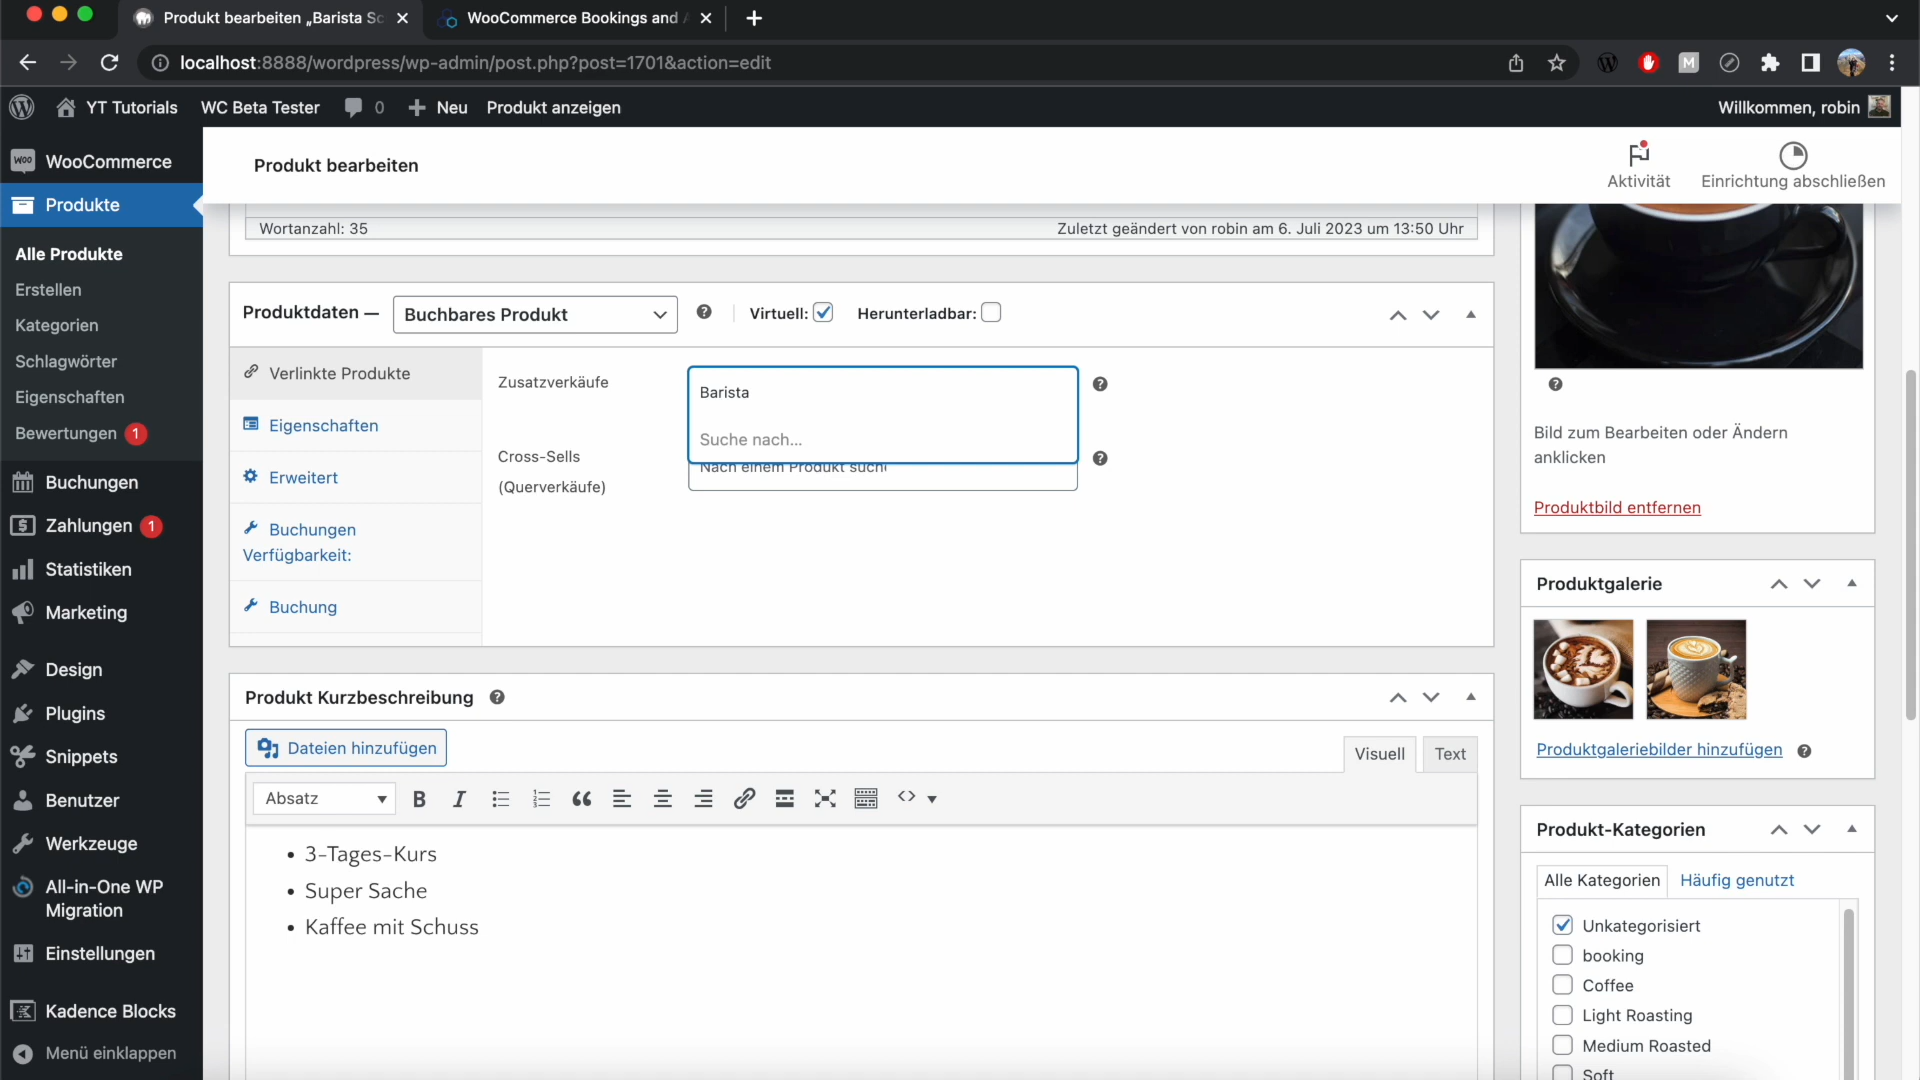 Produkt bearbeiten „Barista Sc
WooCommerce Bookings and
localhost:8888/wordpress/wp-admin/post.php?post=1701&action=edit
YT Tutorials
WC Beta Tester
0
Neu
Produkt anzeigen
Willkommen, robin
WooCommerce
Produkte
Alle Produkte
Erstellen
Kategorien
Schlagwörter
Eigenschaften
Bewertungen 1
Buchungen
Zahlungen 1
Statistiken
Marketing
Design
Plugins
Snippets
Benutzer
Werkzeuge
All-in-One WP
Migration
Einstellungen
Kadence Blocks
Menü einklappen
Produkt bearbeiten
Aktivität
Einrichtung abschließen
Wortanzahl: 35
Zuletzt geändert von robin am 6. Juli 2023 um 13:50 Uhr
Produktdaten —
Buchbares Produkt
Virtuell:
Herunterladbar:
Verlinkte Produkte
Eigenschaften
Erweitert
Buchungen
Verfügbarkeit:
Buchung
Zusatzverkäufe
Barista
Suche nach...
Cross-Sells
(Querverkäufe)
Nach einem Produkt suche
Produkt Kurzbeschreibung
Dateien hinzufügen
Visuell
Text
Absatz
3-Tages-Kurs
Super Sache
Kaffee mit Schuss
Bild zum Bearbeiten oder Ändern
anklicken
Produktbild entfernen
Produktgalerie
Produktgaleriebilder hinzufügen
Produkt-Kategorien
Alle Kategorien
Häufig genutzt
Unkategorisiert
booking
Coffee
Light Roasting
Medium Roasted
Soft